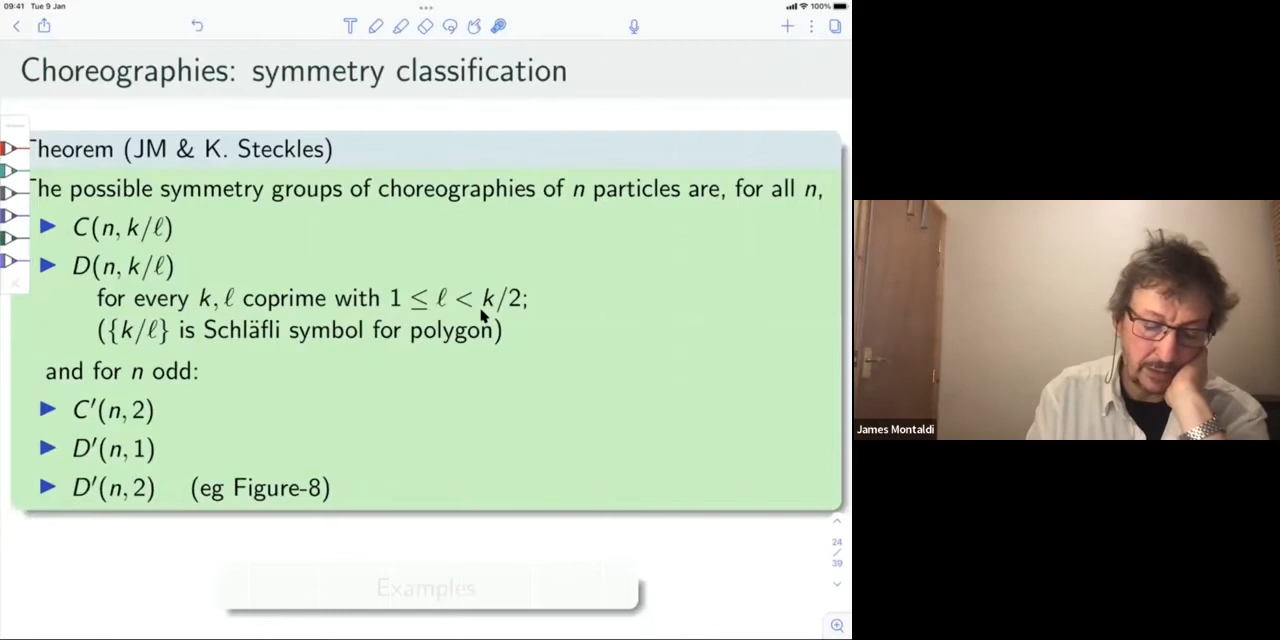 09:41 Tue 9 Jan
100%
Choreographies: symmetry classification
Theorem (JM & K. Steckles)
The possible symmetry groups of choreographies of n particles are, for all n,
C(n, k/ℓ)
D(n, k/ℓ)
for every k, ℓ coprime with 1 ≤ ℓ < k/2;
({k/ℓ} is Schläfli symbol for polygon)
and for n odd:
C′(n, 2)
D′(n, 1)
D′(n, 2) (eg Figure-8)
Examples
24
/
39
James Montaldi